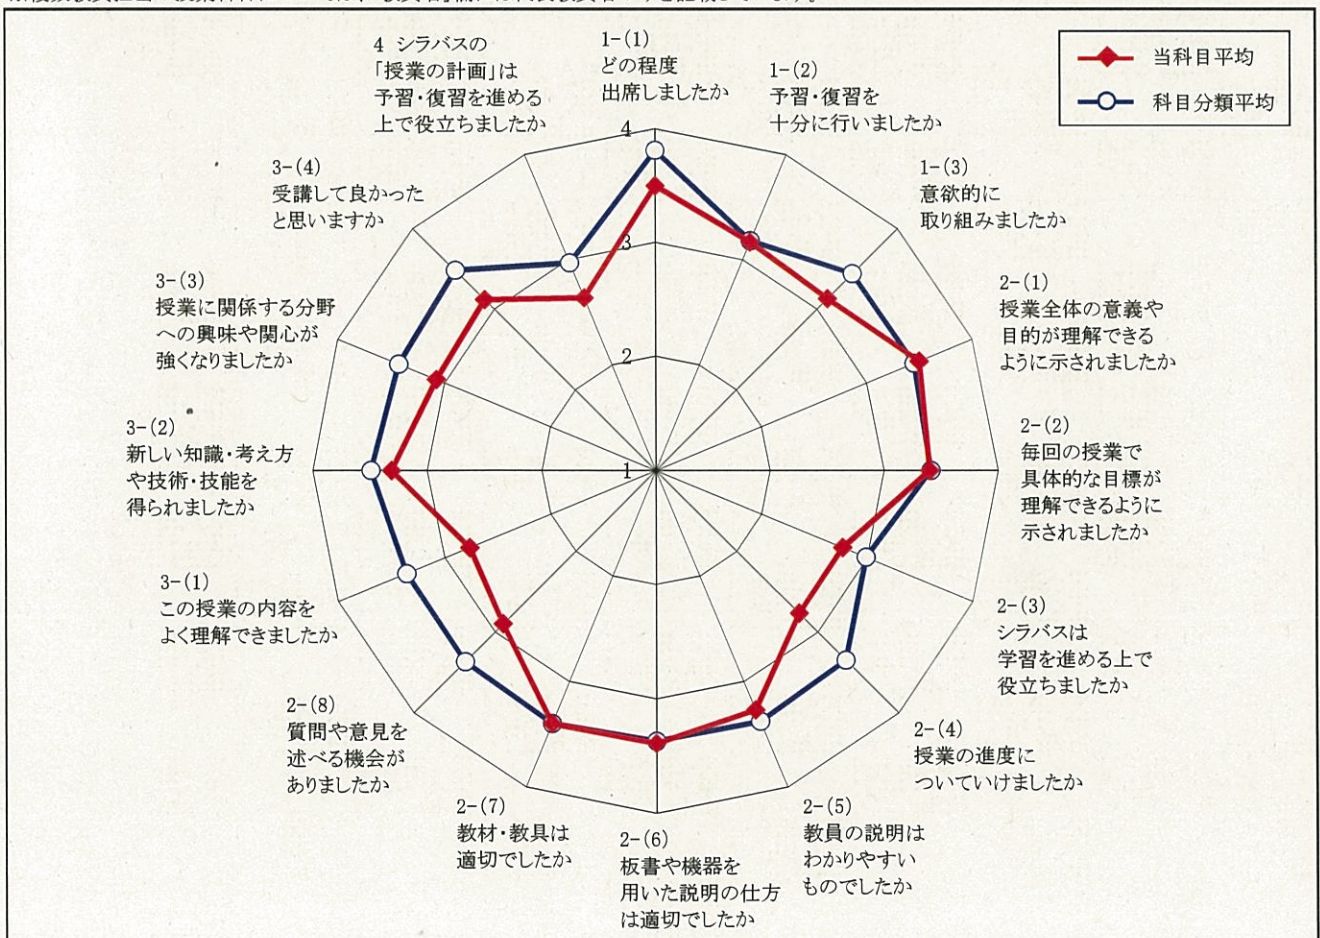 当科目平均
科目分類平均
1-(1)
どの程度
出席しましたか
1-(2)
予習・復習を
十分に行いましたか
1-(3)
意欲的に
取り組みましたか
2-(1)
授業全体の意義や
目的が理解できる
ように示されましたか
2-(2)
毎回の授業で
具体的な目標が
理解できるように
示されましたか
2-(3)
シラバスは
学習を進める上で
役立ちましたか
2-(4)
授業の進度に
ついていけましたか
2-(5)
教員の説明は
わかりやすい
ものでしたか
2-(6)
板書や機器を
用いた説明の仕方
は適切でしたか
2-(7)
教材・教具は
適切でしたか
2-(8)
質問や意見を
述べる機会が
ありましたか
3-(1)
この授業の内容を
よく理解できましたか
3-(2)
新しい知識・考え方
や技術・技能を
得られましたか
3-(3)
授業に関係する分野
への興味や関心が
強くなりましたか
3-(4)
受講して良かった
と思いますか
4 シラバスの
「授業の計画」は
予習・復習を進める
上で役立ちましたか
4
3
2
1